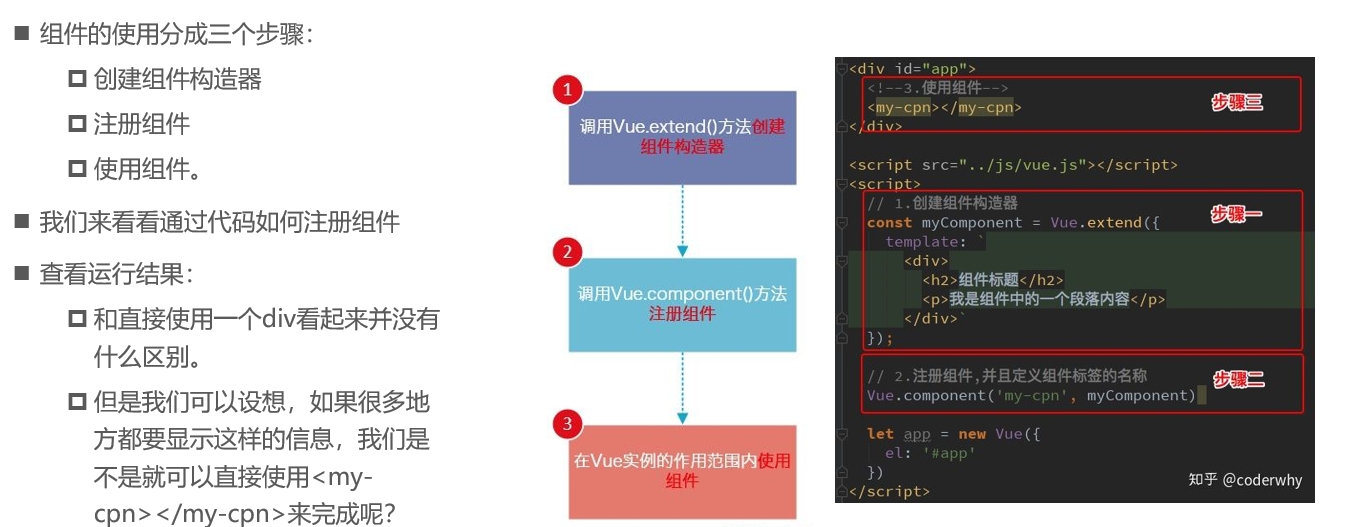 组件的使用分成三个步骤：
创建组件构造器
注册组件
使用组件。
我们来看看通过代码如何注册组件
查看运行结果：
和直接使用一个div看起来并没有
什么区别。
但是我们可以设想，如果很多地
方都要显示这样的信息，我们是
不是就可以直接使用<my-
cpn></my-cpn>来完成呢？
1
调用Vue.extend()方法创建
组件构造器
2
调用Vue.component()方法
注册组件
3
在Vue实例的作用范围内使用
组件
<div id="app">
<!--3.使用组件-->
步骤三
<my-cpn></my-cpn>
</div>
<script src="../js/vue.js"></script>
<script>
// 1.创建组件构造器
步骤一
const myComponent = Vue.extend({
template: `
<div>
<h2>组件标题</h2>
<p>我是组件中的一个段落内容</p>
</div>`
});
// 2.注册组件,并且定义组件标签的名称
步骤二
Vue.component('my-cpn', myComponent)
let app = new Vue({
el: '#app'
})
</script>
知乎 @coderwhy